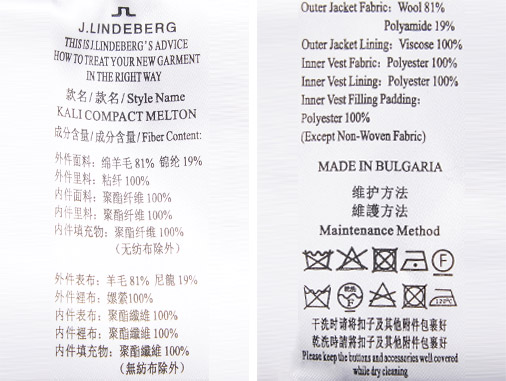 J.LINDEBERG
THIS IS J.LINDEBERG'S ADVICE
HOW TO TREAT YOUR NEW GARMENT
IN THE RIGHT WAY
款名/款名/Style Name
KALI COMPACT MELTON
成分含量/成分含量/Fiber Content:
外件面料: 绵羊毛 81% 锦纶 19%
外件里料: 粘纤 100%
内件面料: 聚酯纤维 100%
内件里料: 聚酯纤维 100%
内件填充物: 聚酯纤维 100%
(无纺布除外)
外件表布: 羊毛 81% 尼龍 19%
外件裡布: 嫘縈100%
内件表布: 聚酯纖維 100%
内件裡布: 聚酯纖維 100%
内件填充物: 聚酯纖維 100%
(無紡布除外)
Outer Jacket Fabric: Wool 81%
Polyamide 19%
Outer Jacket Lining: Viscose 100%
Inner Vest Fabric: Polyester 100%
Inner Vest Lining: Polyester 100%
Inner Vest Filling Padding:
Polyester 100%
(Except Non-Woven Fabric)
MADE IN BULGARIA
维护方法
維護方法
Maintenance Method
F
乾洗
F
120℃
干洗时请将扣子及其他附件包裹好
乾洗時請將扣子及其他附件包裹好
Please keep the buttons and accessories well covered
while dry cleaning